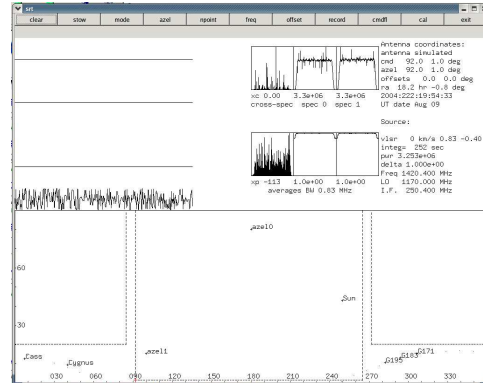 srt
clear stow mode azel npoint freq offset record cmdfl cal exit
Antenna coordinates:
antenna simulated
cmd 92.0 1.0 deg
azel 92.0 1.0 deg
offsets 0.0 0.0 deg
ra 18.2 hr -0.8 deg
2004:222:19:54:33
UT date Aug 09
xc 0.00 3.3e+06 3.3e+06
cross-spec spec 0 spec 1
Source:
vlsr 0 km/s 0.83 -0.40
integ= 252 sec
pwr 3.253e+06
delta 1.000e+00
Freq 1420.400 MHz
LO 1170.000 MHz
I.F. 250.400 MHz
xp -113 1.0e+00 1.0e+00
averages BW 0.83 MHz
azel0
60
Sun
30
Cass
Cygnus
azel1
G195
G183
G171
030 060 090 120 150 180 210 240 270 300 330